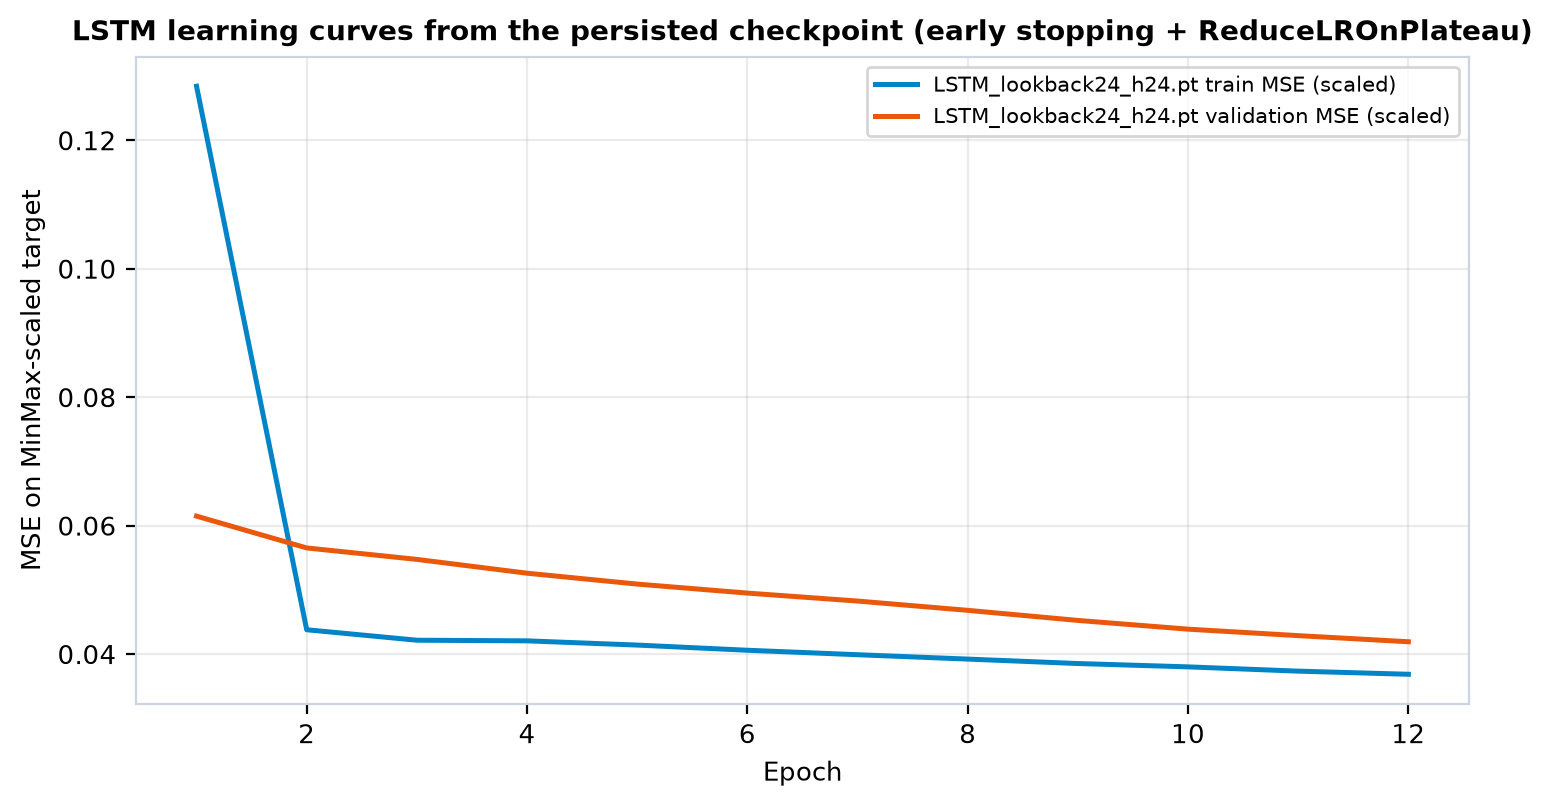 LSTM learning curves from the persisted checkpoint (early stopping + ReduceLROnPlateau)
LSTM_lookback24_h24.pt train MSE (scaled)
LSTM_lookback24_h24.pt validation MSE (scaled)
MSE on MinMax-scaled target
0.12
0.10
0.08
0.06
0.04
2 4 6 8 10 12
Epoch